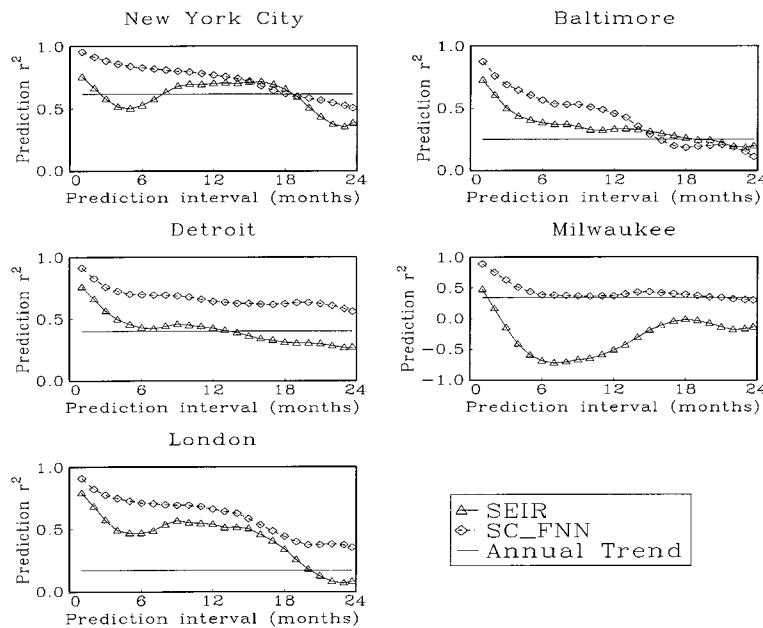 New York City
Prediction r²
1.0
0.5
0.0
0 6 12 18 24
Prediction interval (months)
Baltimore
Prediction r²
1.0
0.5
0.0
0 6 12 18 24
Prediction interval (months)
Detroit
Prediction r²
1.0
0.5
0.0
0 6 12 18 24
Prediction interval (months)
Milwaukee
Prediction r²
1.0
0.5
0.0
−0.5
−1.0
0 6 12 18 24
Prediction interval (months)
London
Prediction r²
1.0
0.5
0.0
0 6 12 18 24
Prediction interval (months)
SEIR
SC_FNN
Annual Trend